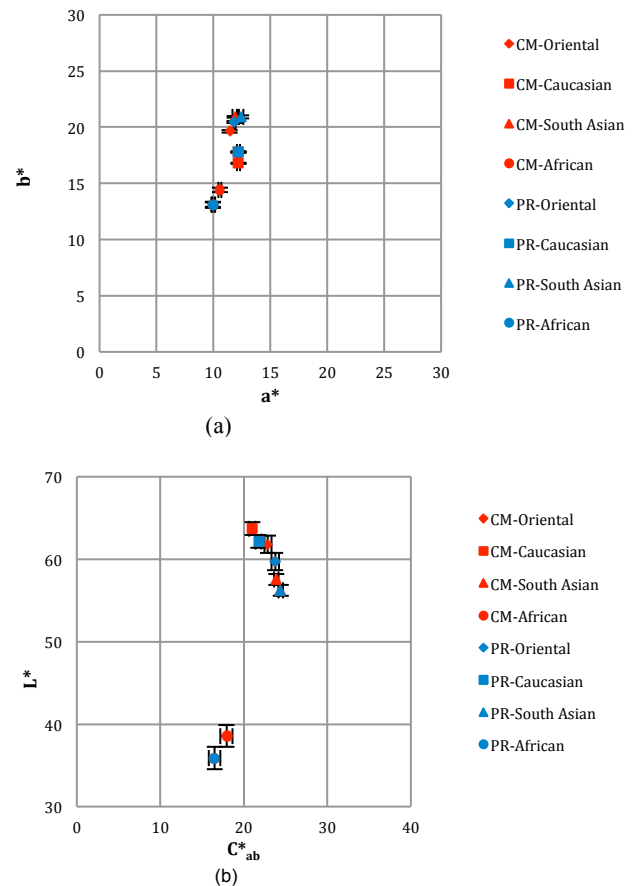 30
25
20
15
10
5
0
b*
0 5 10 15 20 25 30
a*
CM-Oriental
CM-Caucasian
CM-South Asian
CM-African
PR-Oriental
PR-Caucasian
PR-South Asian
PR-African
(a)
70
60
50
40
30
L*
0 10 20 30 40
C*ab
CM-Oriental
CM-Caucasian
CM-South Asian
CM-African
PR-Oriental
PR-Caucasian
PR-South Asian
PR-African
(b)